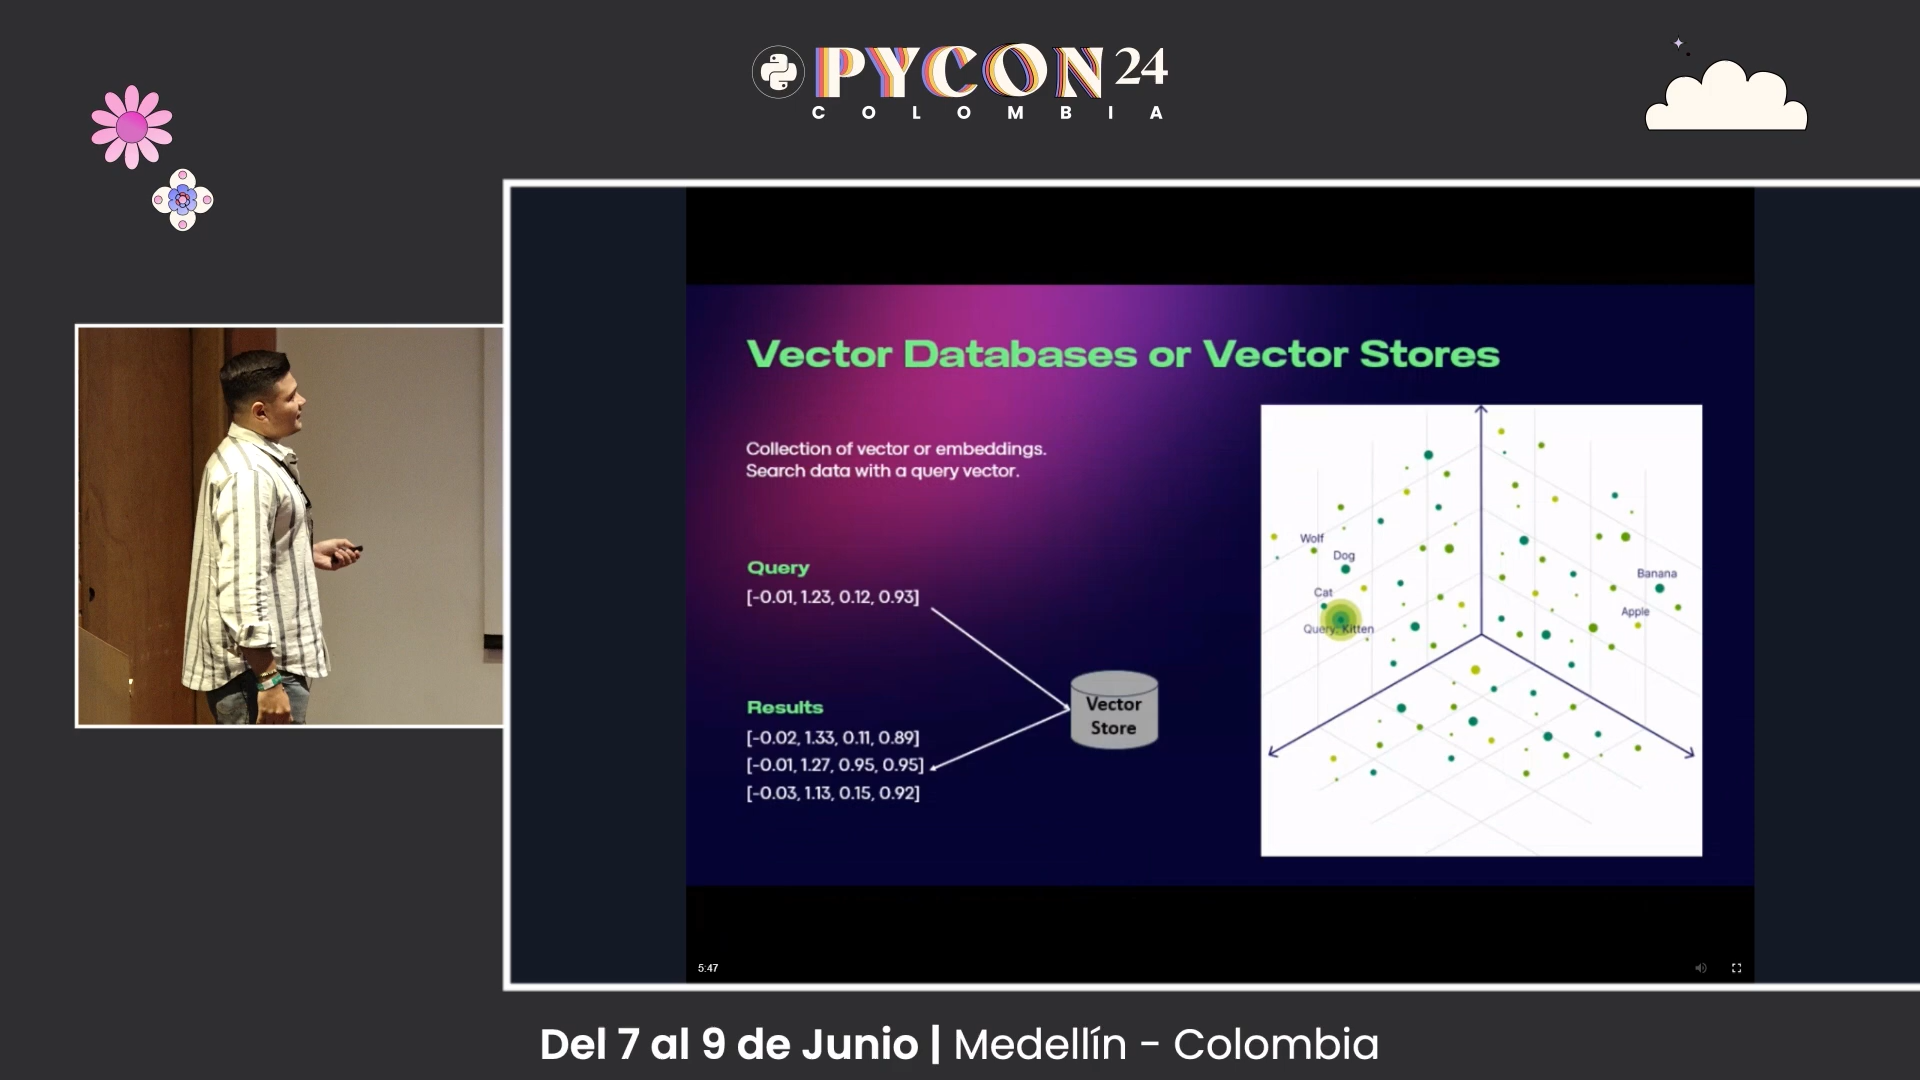 PYCON 24
COLOMBIA
Vector Databases or Vector Stores
Collection of vector or embeddings.
Search data with a query vector.
Query
[-0.01, 1.23, 0.12, 0.93]
Results
[-0.02, 1.33, 0.11, 0.89]
[-0.01, 1.27, 0.95, 0.95]
[-0.03, 1.13, 0.15, 0.92]
Vector
Store
Wolf
Dog
Cat
Query: Kitten
Banana
Apple
5:47
Del 7 al 9 de Junio | Medellín - Colombia